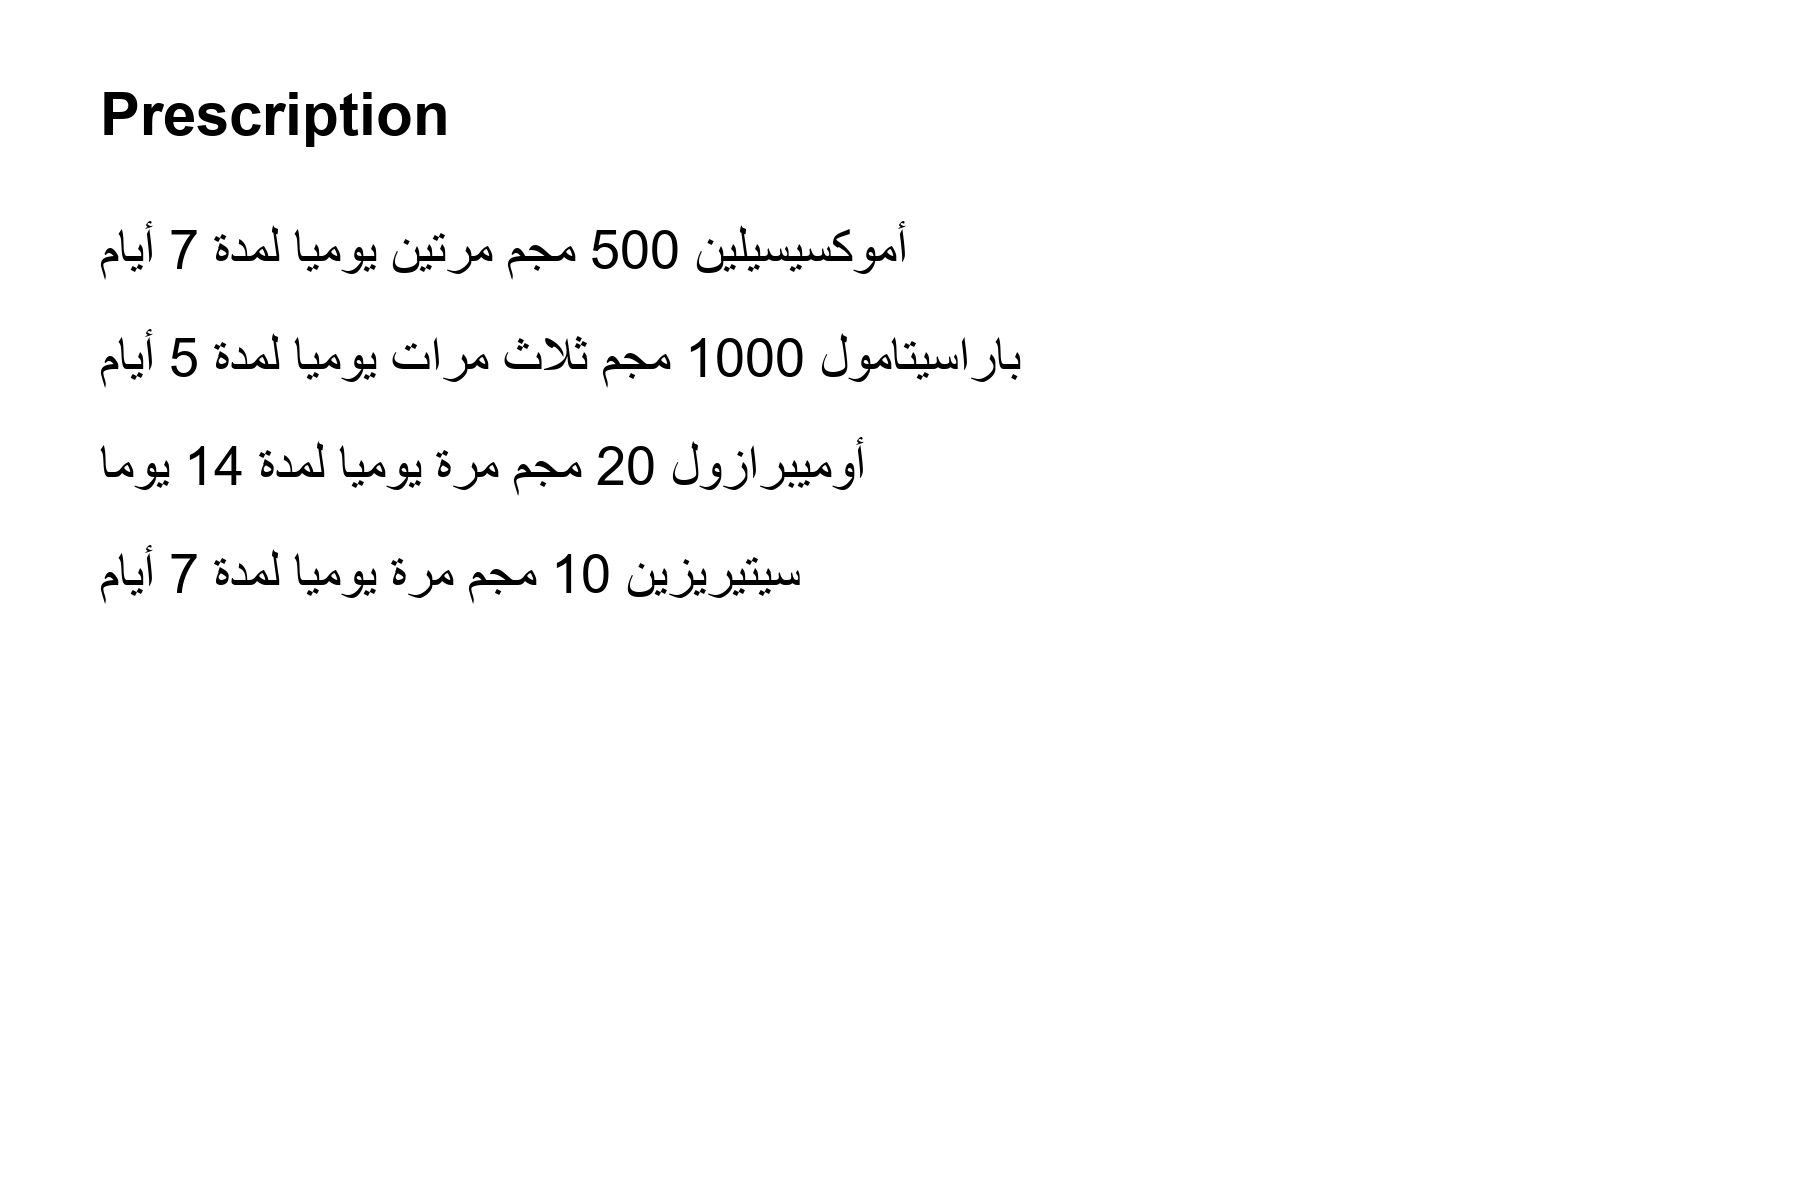 Prescription
أموكسيسيلين 500 مجم مرتين يوميا لمدة 7 أيام
باراسيتامول 1000 مجم ثلاث مرات يوميا لمدة 5 أيام
أوميبرازول 20 مجم مرة يوميا لمدة 14 يوما
سيتيريزين 10 مجم مرة يوميا لمدة 7 أيام